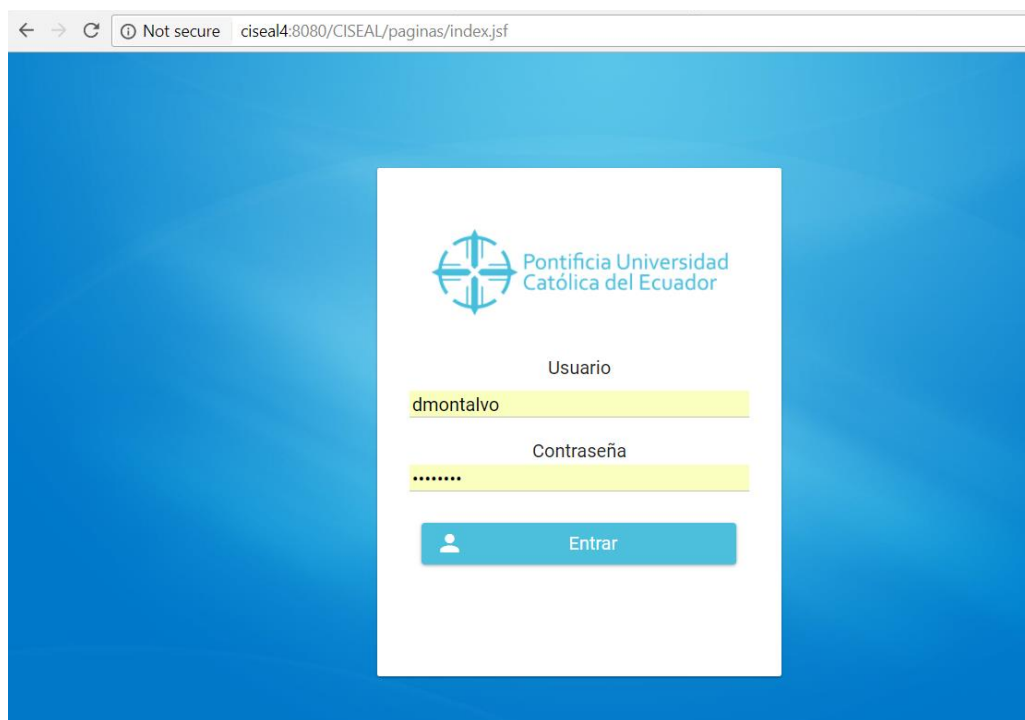 Not secure ciseal4:8080/CISEAL/paginas/index.jsf
Pontificia Universidad
Católica del Ecuador
Usuario
dmontalvo
Contraseña
••••••••
Entrar